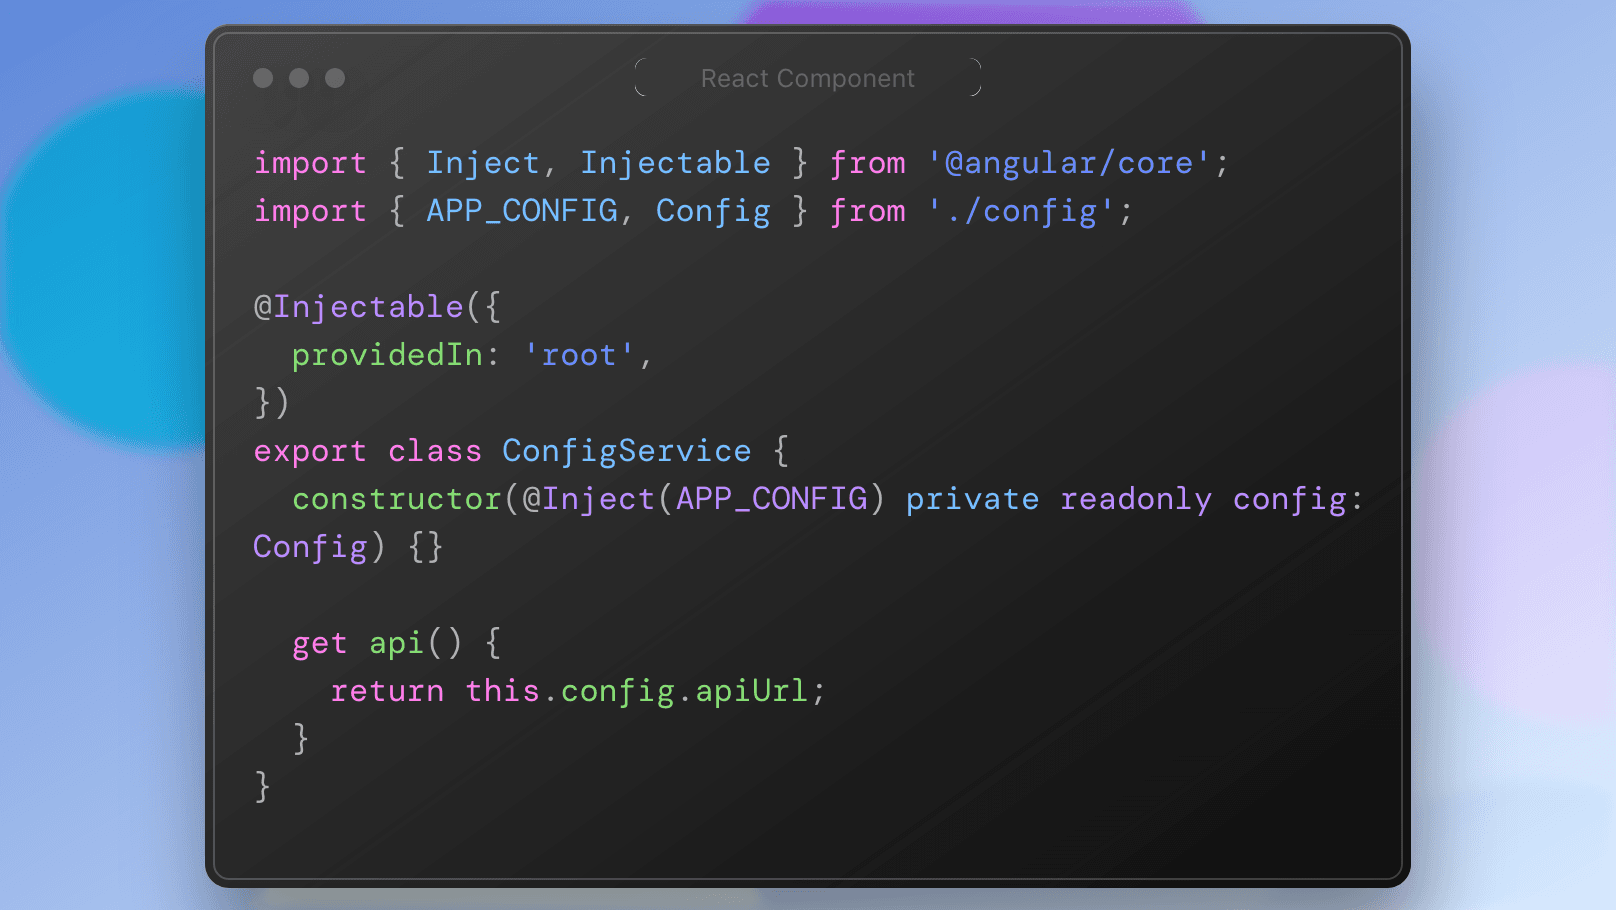 React Component
import { Inject, Injectable } from '@angular/core';
import { APP_CONFIG, Config } from './config';
@Injectable({
  providedIn: 'root',
})
export class ConfigService {
  constructor(@Inject(APP_CONFIG) private readonly config:
Config) {}
  get api() {
    return this.config.apiUrl;
  }
}